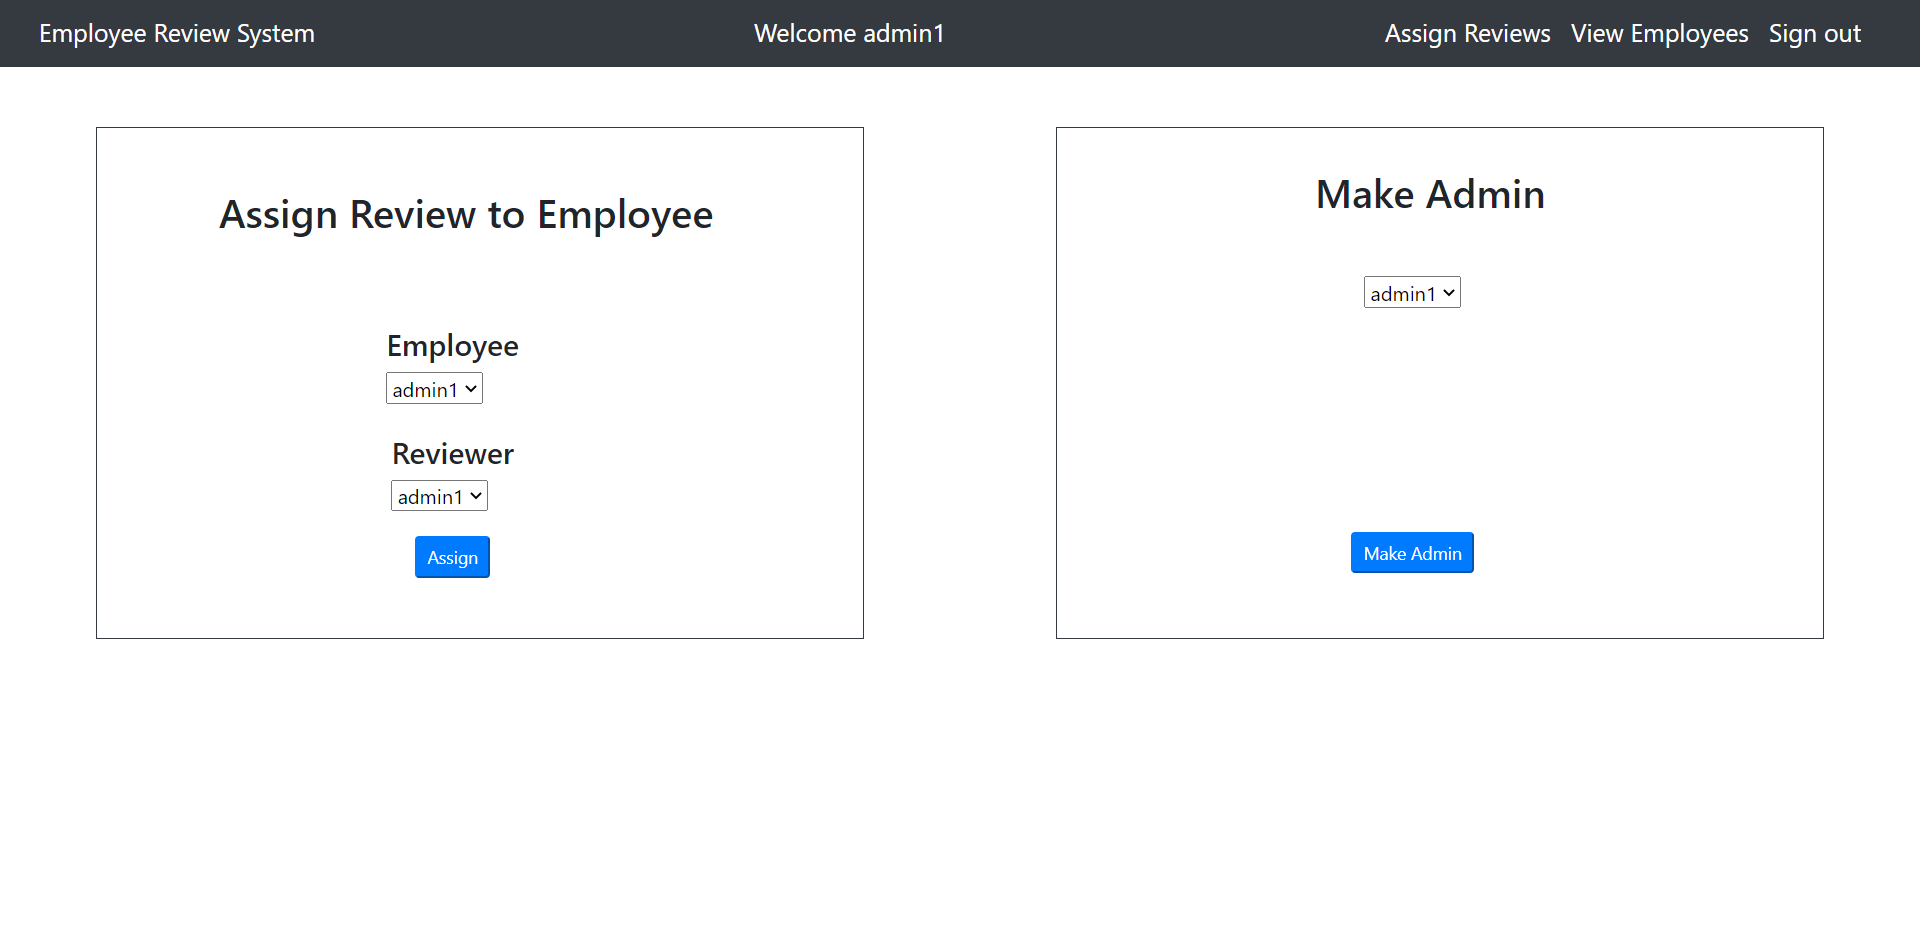 Employee Review System
Welcome admin1
Assign Reviews
View Employees
Sign out
Assign Review to Employee
Employee
admin1
Reviewer
admin1
Assign
Make Admin
admin1
Make Admin